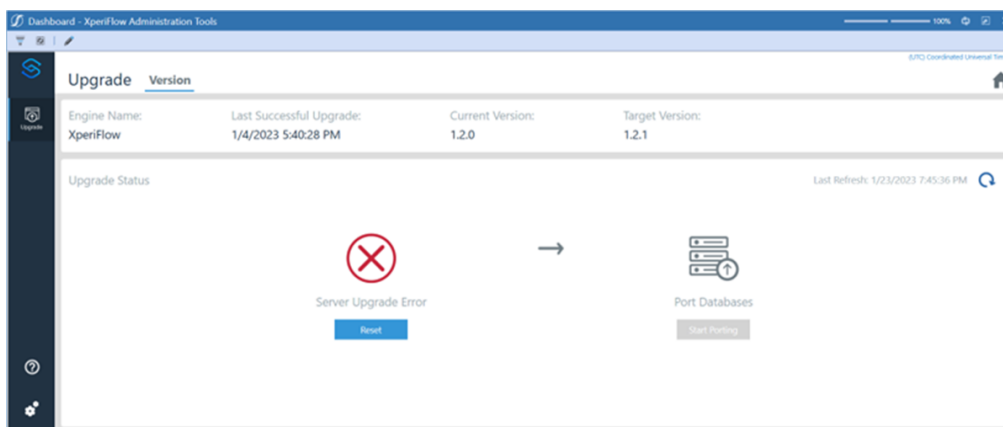 Dashboard - XperiFlow Administration Tools
100%
(UTC) Coordinated Universal Tim
Upgrade Version
Upgrade
Engine Name: Last Successful Upgrade: Current Version: Target Version:
XperiFlow 1/4/2023 5:40:28 PM 1.2.0 1.2.1
Upgrade Status
Last Refresh: 1/23/2023 7:45:36 PM
Server Upgrade Error Port Databases
Reset Start Porting